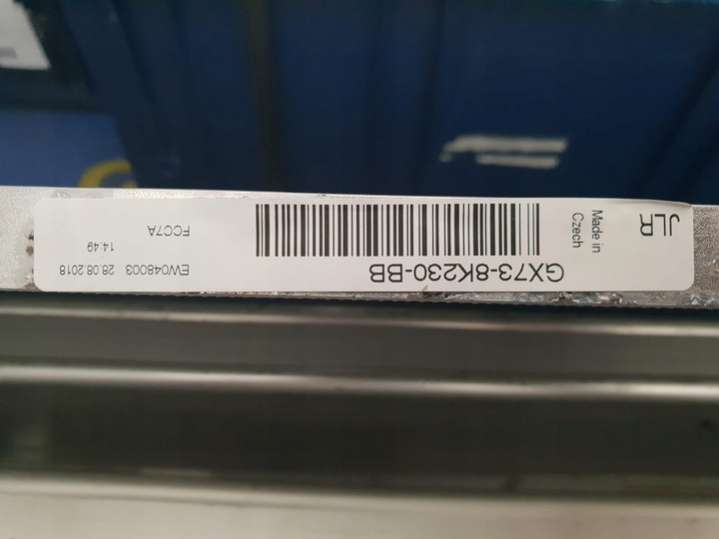 JLR
Made in
Czech
GX73-8K230-BB
FCC7A
14:49
EW048003 28.08.2018